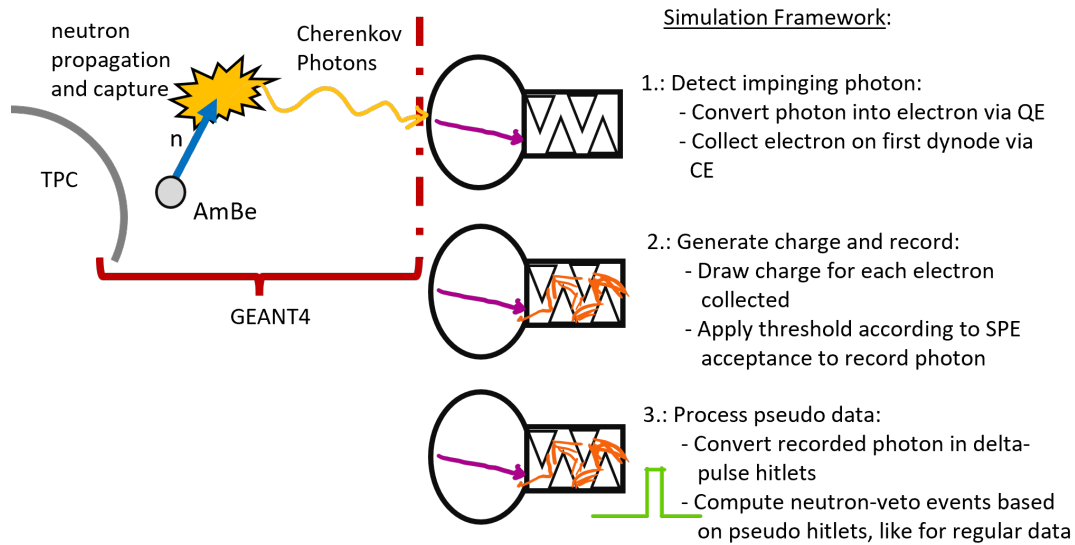 neutron
propagation
and capture
Cherenkov
Photons
n
TPC
AmBe
GEANT4
Simulation Framework:
1.: Detect impinging photon:
- Convert photon into electron via QE
- Collect electron on first dynode via
CE
2.: Generate charge and record:
- Draw charge for each electron
collected
- Apply threshold according to SPE
acceptance to record photon
3.: Process pseudo data:
- Convert recorded photon in delta-
pulse hitlets
- Compute neutron-veto events based
on pseudo hitlets, like for regular data